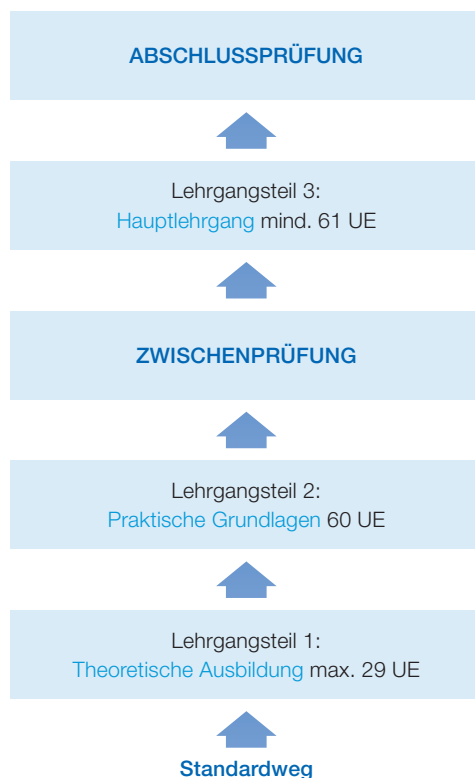 ABSCHLUSSPRÜFUNG
Lehrgangsteil 3:
Hauptlehrgang mind. 61 UE
ZWISCHENPRÜFUNG
Lehrgangsteil 2:
Praktische Grundlagen 60 UE
Lehrgangsteil 1:
Theoretische Ausbildung max. 29 UE
Standardweg